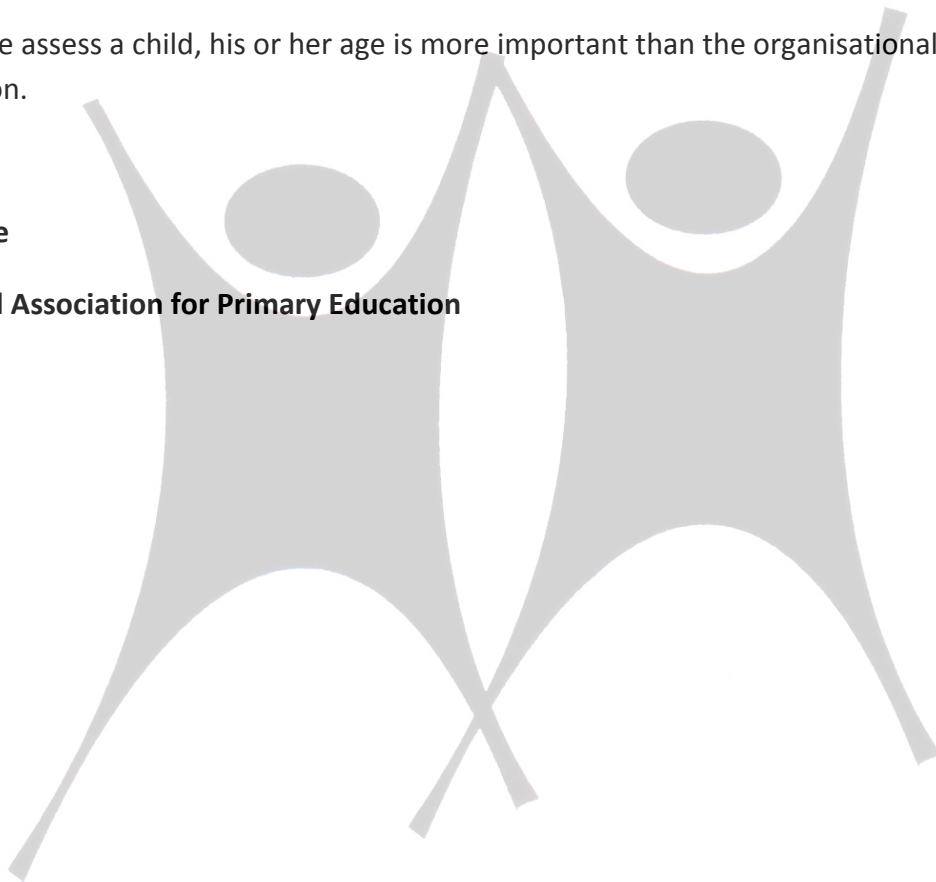 e assess a child, his or her age is more important than the organisational
on.
e
l Association for Primary Education